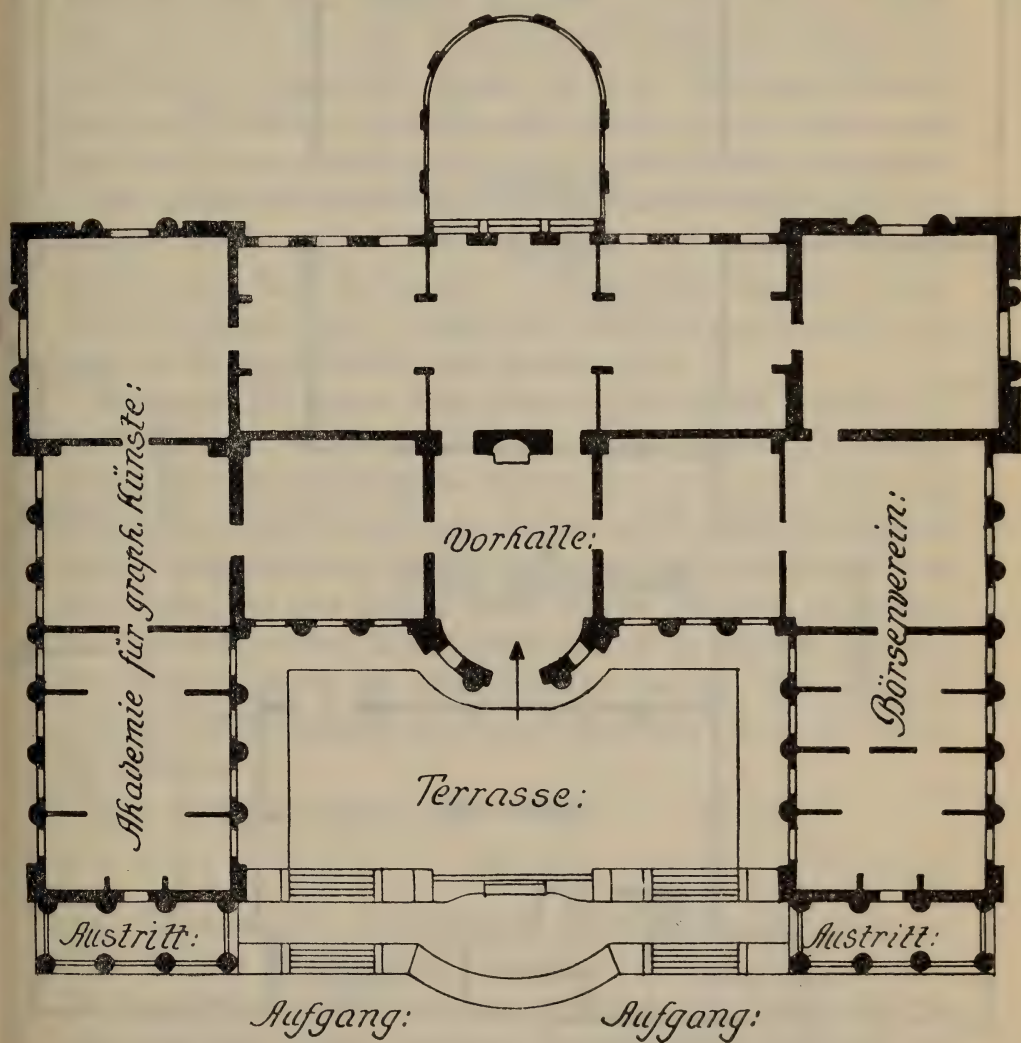 Vorhalle:
Akademie für graph. Künste:
Börsenverein:
Terrasse:
Austritt:
Austritt:
Aufgang:
Aufgang: